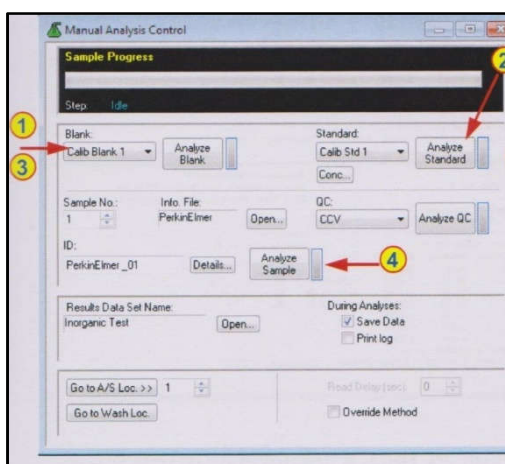 Manual Analysis Control
Sample Progress
Step: Idle
2
1
3
Blank:
Calib Blank 1
Analyze
Blank
Standard:
Calib Std 1
Analyze
Standard
Conc...
Sample No.:
1
Info. File:
PerkinElmer
Open...
QC:
CCV
Analyze QC
ID:
PerkinElmer _01
Details...
Analyze
Sample
4
Results Data Set Name:
Inorganic Test
Open...
During Analyses:
Save Data
Print log
Go to A/S Loc. >>
1
Read Delay (sec):
0
Go to Wash Loc.
Override Method